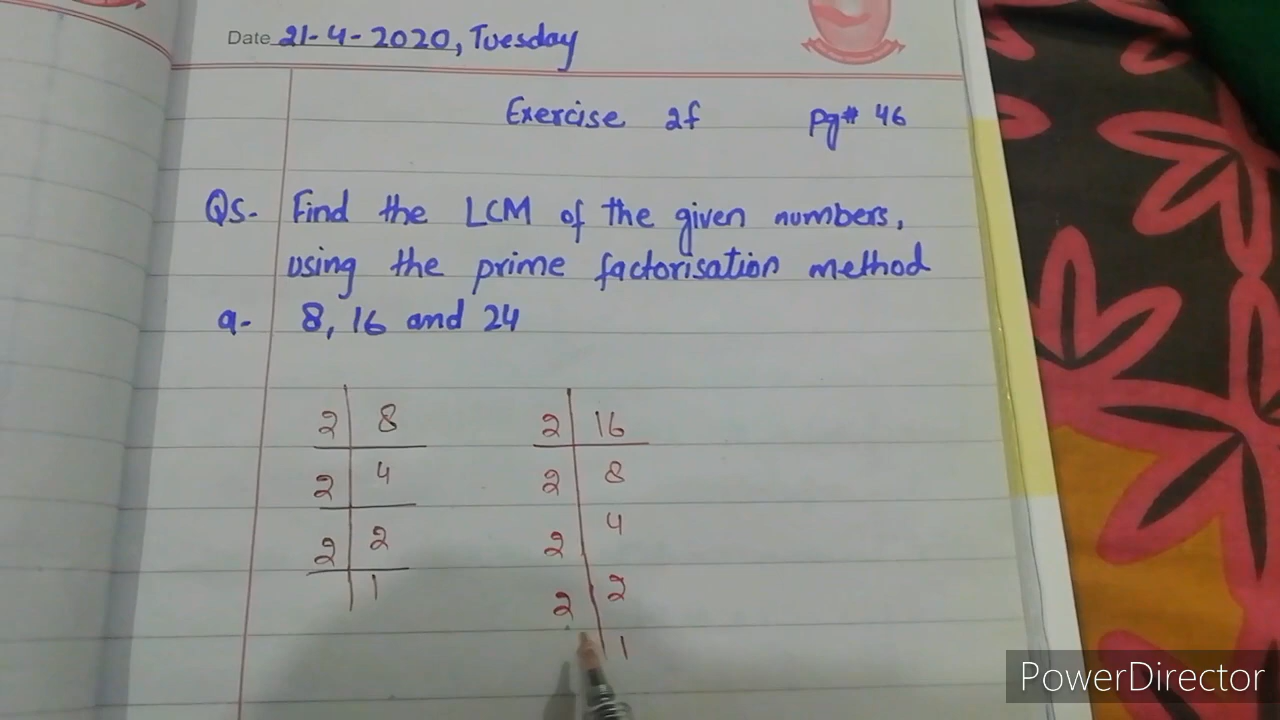 Date 21-4-2020, Tuesday
Exercise 2f pg# 46
Q5- Find the LCM of the given numbers,
using the prime factorisation method
a- 8, 16 and 24
2 8 2 16
2 4 2 8
2 2 2 4
1 2 2
1
PowerDirector